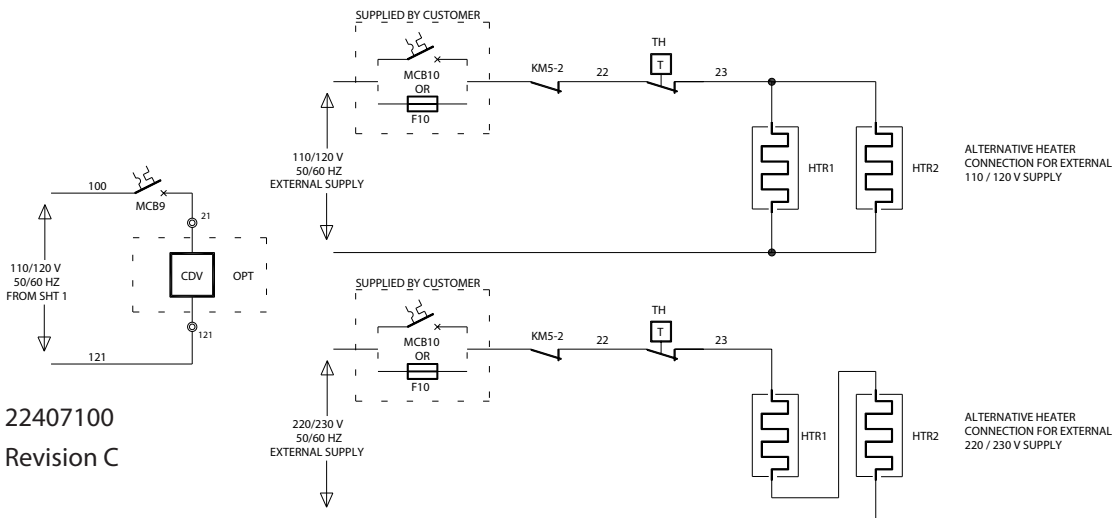 100
MCB9
21
110/120 V
50/60 HZ
FROM SHT 1
CDV
OPT
121
121
22407100
Revision C
SUPPLIED BY CUSTOMER
MCB10
OR
F10
KM5-2
22
TH
T
23
110/120 V
50/60 HZ
EXTERNAL SUPPLY
HTR1
HTR2
ALTERNATIVE HEATER
CONNECTION FOR EXTERNAL
110 / 120 V SUPPLY
SUPPLIED BY CUSTOMER
MCB10
OR
F10
KM5-2
22
TH
T
23
220/230 V
50/60 HZ
EXTERNAL SUPPLY
HTR1
HTR2
ALTERNATIVE HEATER
CONNECTION FOR EXTERNAL
220 / 230 V SUPPLY